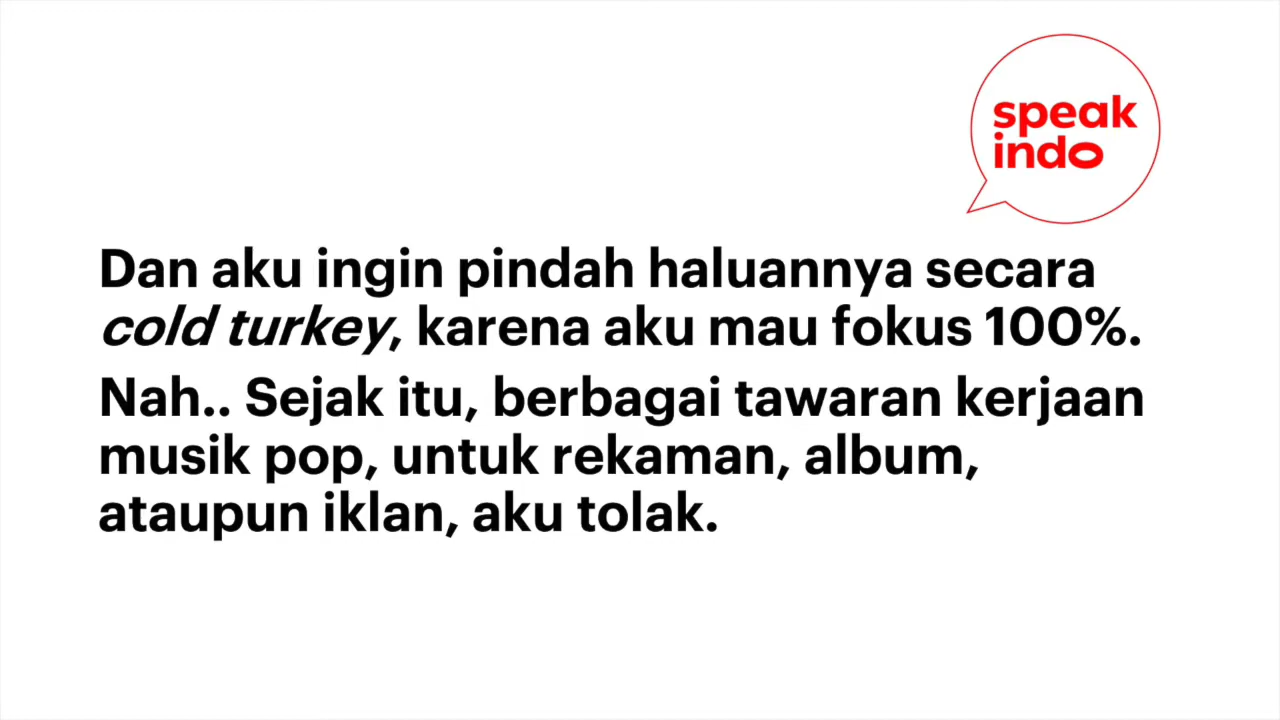 speak
indo
Dan aku ingin pindah haluannya secara
cold turkey, karena aku mau fokus 100%.
Nah.. Sejak itu, berbagai tawaran kerjaan
musik pop, untuk rekaman, album,
ataupun iklan, aku tolak.